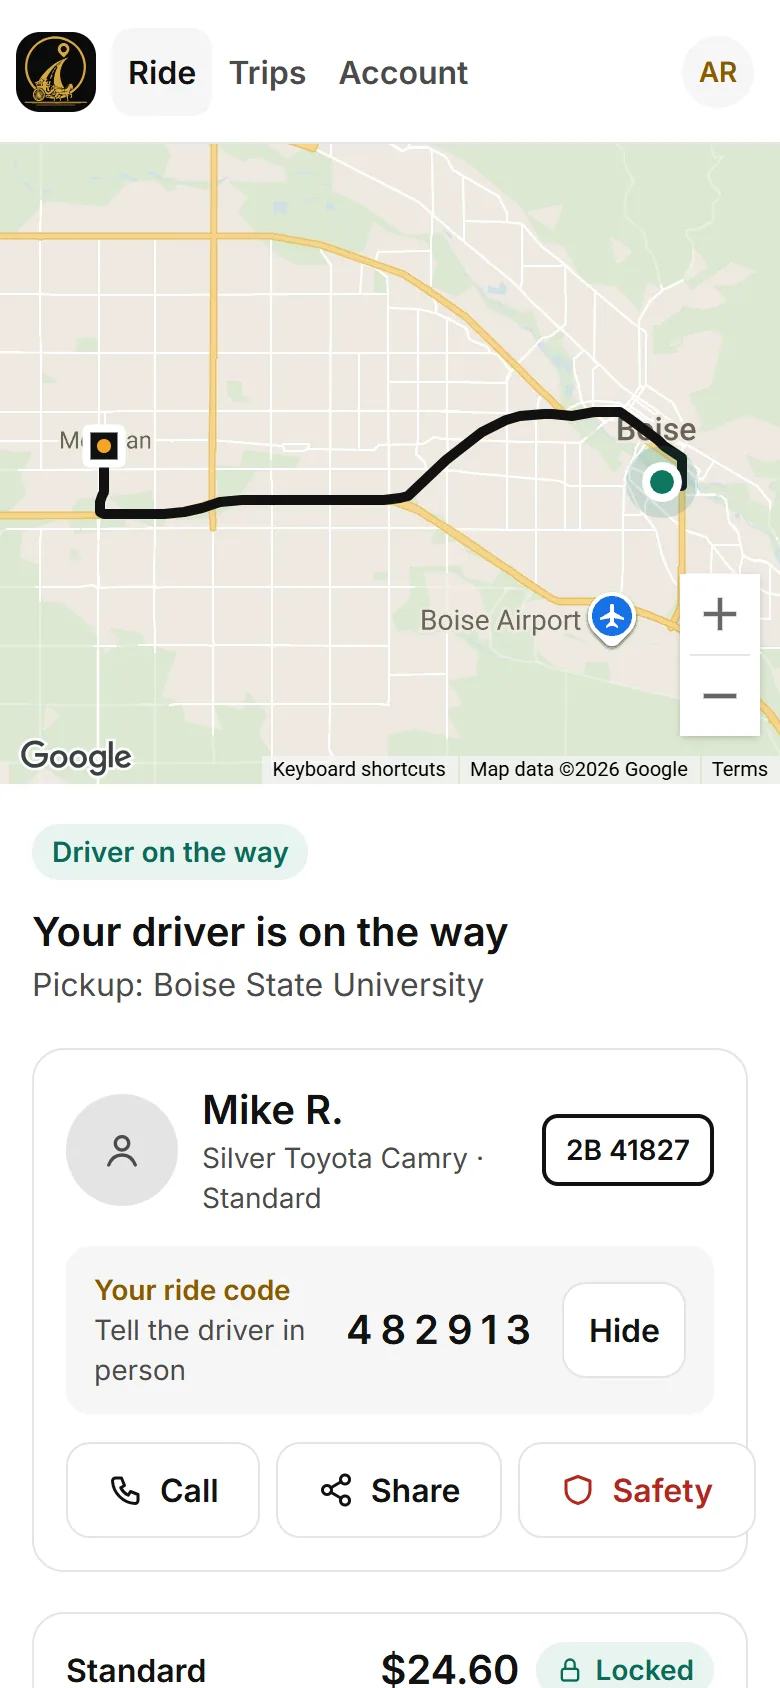 Ride Trips Account AR
Boise
Boise Airport
Google
Keyboard shortcuts Map data ©2026 Google Terms
Driver on the way
Your driver is on the way
Pickup: Boise State University
Mike R.
Silver Toyota Camry ·
Standard
2B 41827
Your ride code
Tell the driver in
person
482913
Hide
Call Share Safety
Standard $24.60 Locked